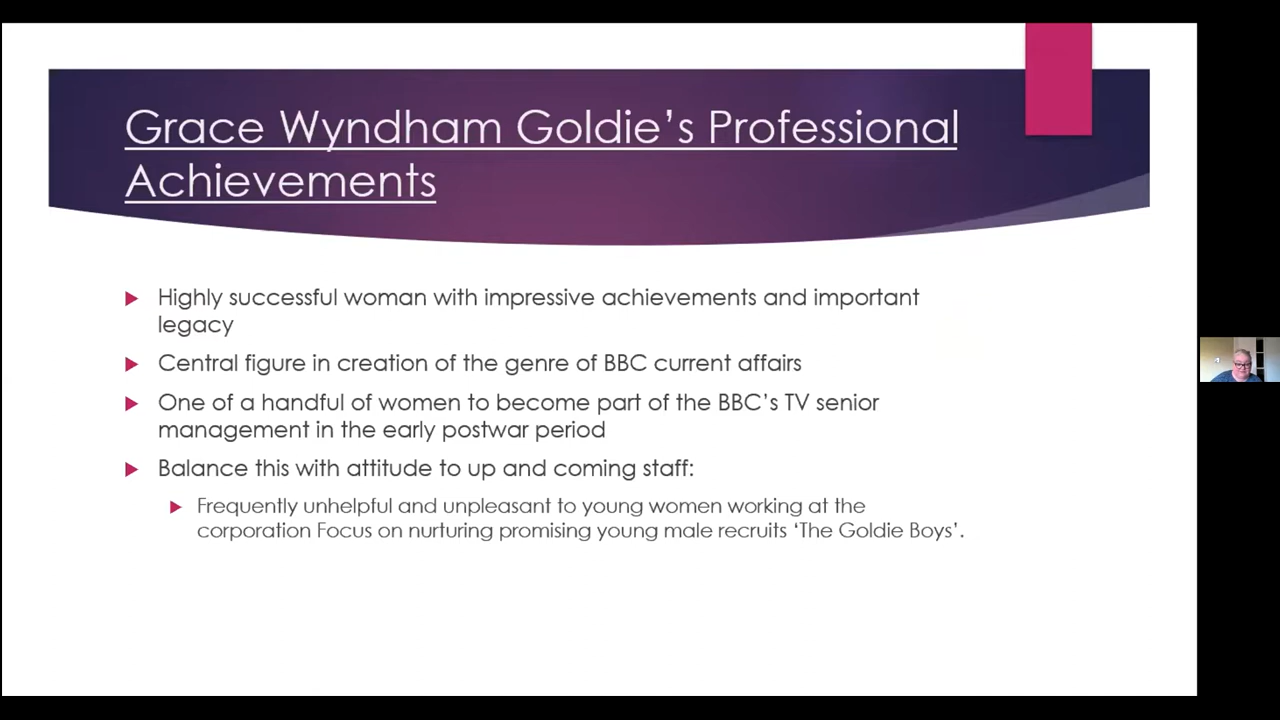 Grace Wyndham Goldie’s Professional
Achievements
Highly successful woman with impressive achievements and important
legacy
Central figure in creation of the genre of BBC current affairs
One of a handful of women to become part of the BBC’s TV senior
management in the early postwar period
Balance this with attitude to up and coming staff:
Frequently unhelpful and unpleasant to young women working at the
corporation Focus on nurturing promising young male recruits ‘The Goldie Boys’.